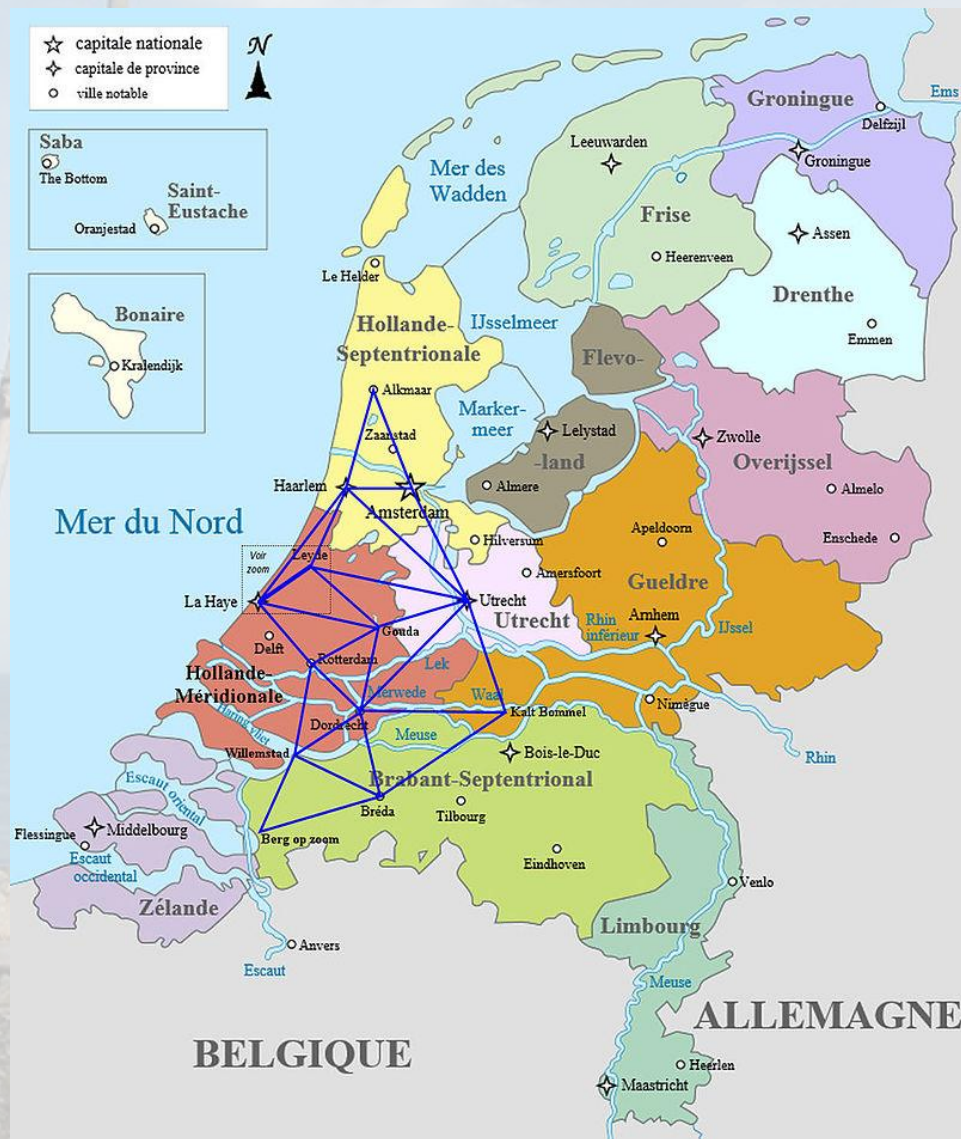 capitale nationale
capitale de province
ville notable
N
Saba
The Bottom
Saint-
Eustache
Oranjestad
Bonaire
Kralendijk
Groningue
Ems
Delfzijl
Leeuwarden
Groningue
Mer des
Wadden
Frise
Assen
Heerenveen
Le Helder
Drenthe
Hollande-
Septentrionale
IJsselmeer
Emmen
Flevo-
Alkmaar
Marker-
meer
Zaanstad
Lelystad
Zwolle
-land
Overijssel
Haarlem
Almere
Almelo
Amsterdam
Mer du Nord
Apeldoorn
Hilversum
Enschede
Voir
zoom
Leyde
Amersfoort
Gueldre
La Haye
Utrecht
Utrecht
Rhin
inférieur
Arnhem
IJssel
Gouda
Delft
Rotterdam
Lek
Hollande-
Méridionale
Merwede
Waal
Nimègue
Haring vliet
Dordrecht
Kalt Bommel
Meuse
Willemstad
Bois-le-Duc
Rhin
Escaut oriental
Brabant-Septentrional
Bréda
Tilbourg
Flessingue
Middelbourg
Berg op zoom
Escaut
occidental
Eindhoven
Venlo
Zélande
Limbourg
Anvers
Escaut
Meuse
ALLEMAGNE
BELGIQUE
Heerlen
Maastricht